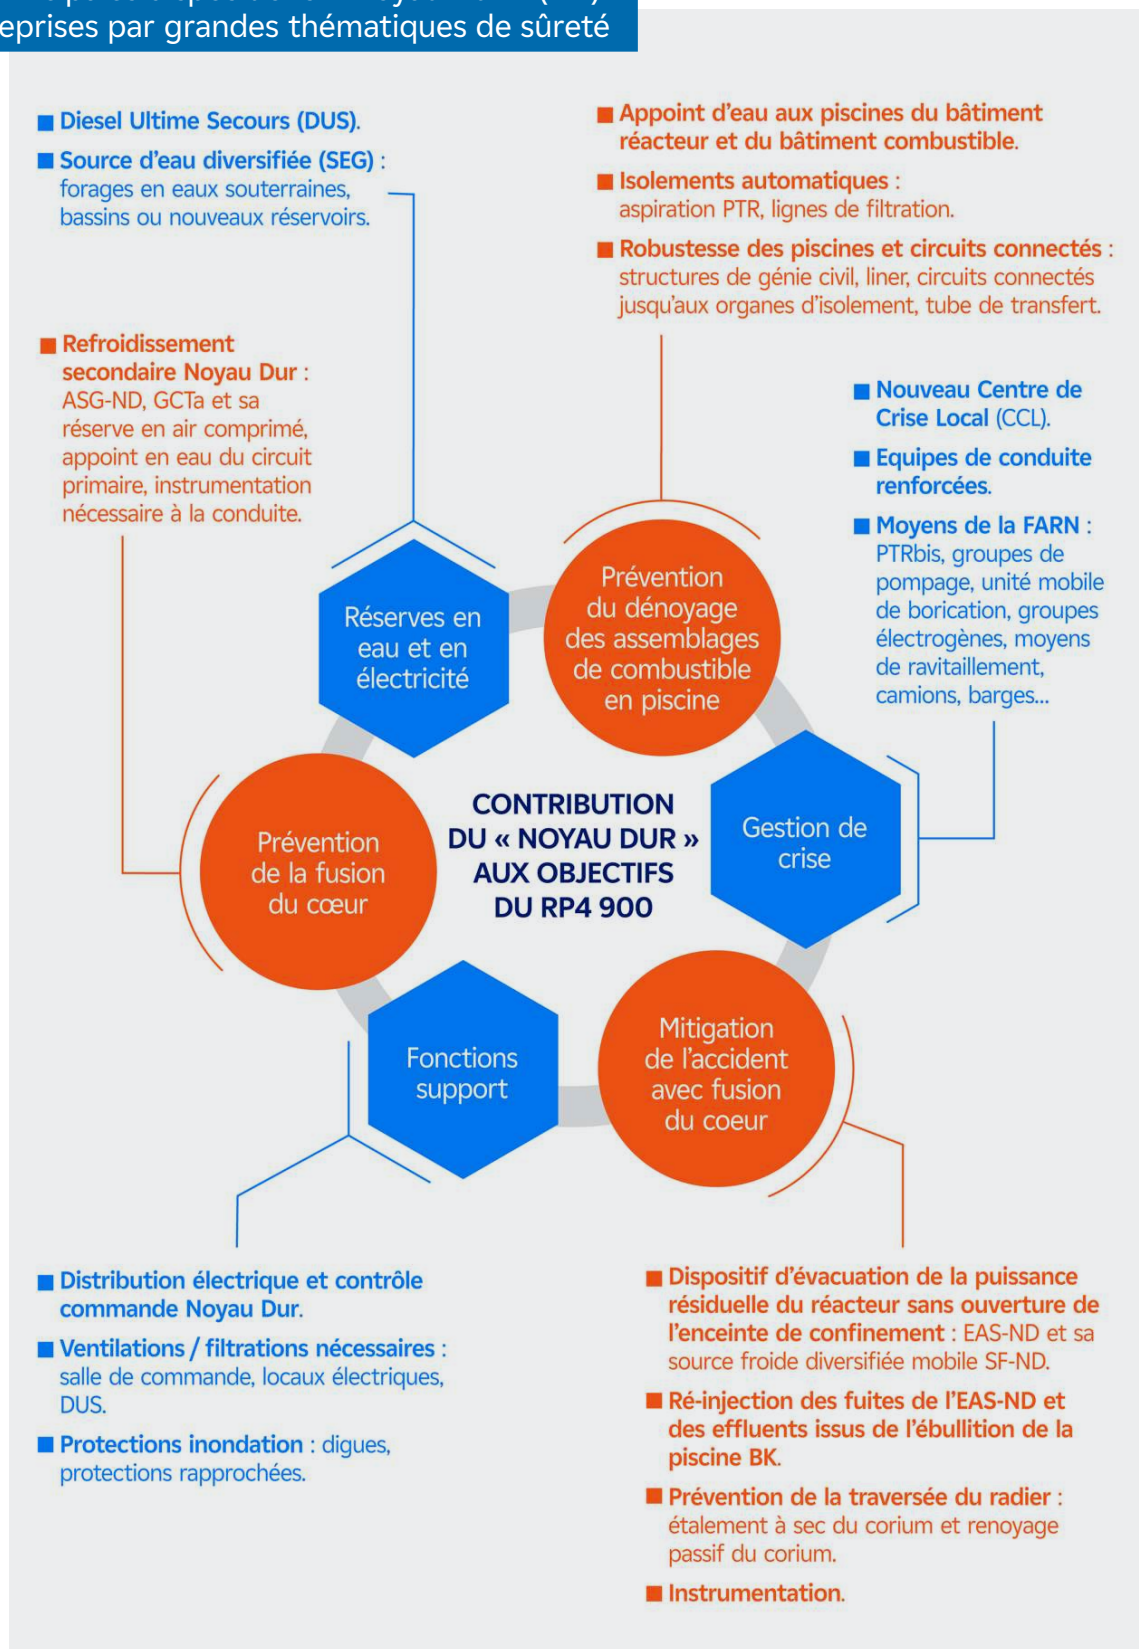 eprises par grandes thématiques de sûreté
■ Diesel Ultime Secours (DUS).
■ Source d'eau diversifiée (SEG) :
forages en eaux souterraines,
bassins ou nouveaux réservoirs.
■ Appoint d'eau aux piscines du bâtiment
réacteur et du bâtiment combustible.
■ Isolements automatiques :
aspiration PTR, lignes de filtration.
■ Robustesse des piscines et circuits connectés :
structures de génie civil, liner, circuits connectés
jusqu'aux organes d'isolement, tube de transfert.
■ Refroidissement
secondaire Noyau Dur :
ASG-ND, GCTa et sa
réserve en air comprimé,
appoint en eau du circuit
primaire, instrumentation
nécessaire à la conduite.
■ Nouveau Centre de
Crise Local (CCL).
■ Equipes de conduite
renforcées.
■ Moyens de la FARN :
PTRbis, groupes de
pompage, unité mobile
de borication, groupes
électrogènes, moyens
de ravitaillement,
camions, barges...
Réserves en
eau et en
électricité
Prévention
du dénoyage
des assemblages
de combustible
en piscine
Prévention
de la fusion
du cœur
CONTRIBUTION
DU « NOYAU DUR »
AUX OBJECTIFS
DU RP4 900
Gestion de
crise
Fonctions
support
Mitigation
de l'accident
avec fusion
du coeur
■ Distribution électrique et contrôle
commande Noyau Dur.
■ Ventilations / filtrations nécessaires :
salle de commande, locaux électriques,
DUS.
■ Protections inondation : digues,
protections rapprochées.
■ Dispositif d'évacuation de la puissance
résiduelle du réacteur sans ouverture de
l'enceinte de confinement : EAS-ND et sa
source froide diversifiée mobile SF-ND.
■ Ré-injection des fuites de l'EAS-ND et
des effluents issus de l'ébullition de la
piscine BK.
■ Prévention de la traversée du radier :
étalement à sec du corium et renoyage
passif du corium.
■ Instrumentation.